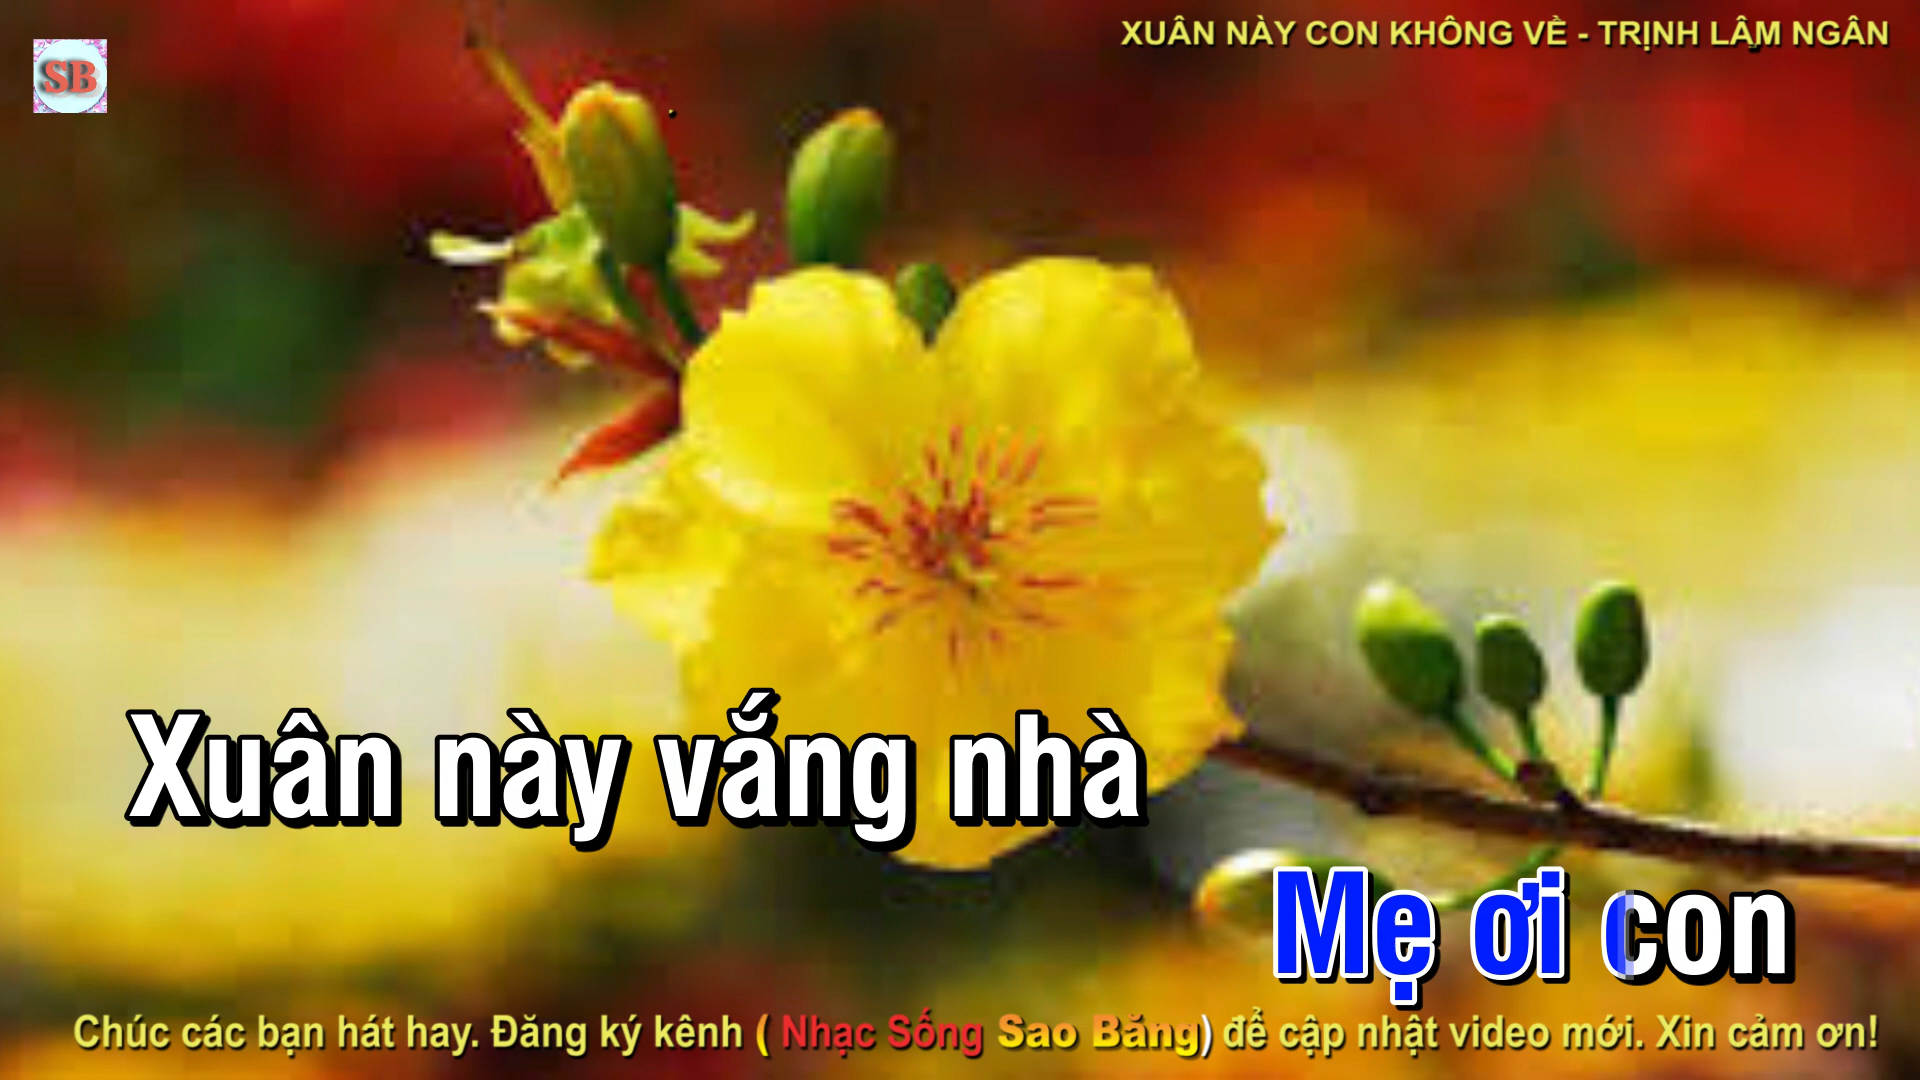 XUÂN NÀY CON KHÔNG VỀ - TRỊNH LÂM NGÂN
SB
Xuân này vắng nhà
Mẹ ơi con
Chúc các bạn hát hay. Đăng ký kênh ( Nhạc Sống Sao Băng) để cập nhật video mới. Xin cảm ơn!